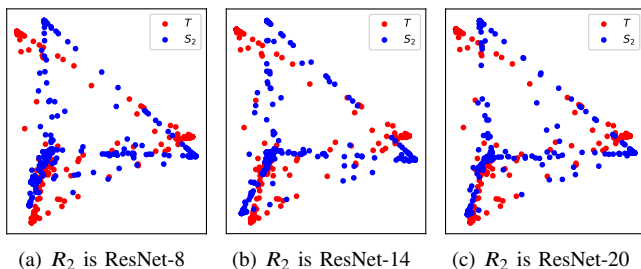 T
S₂
T
S₂
T
S₂
(a) R₂ is ResNet-8
(b) R₂ is ResNet-14
(c) R₂ is ResNet-20